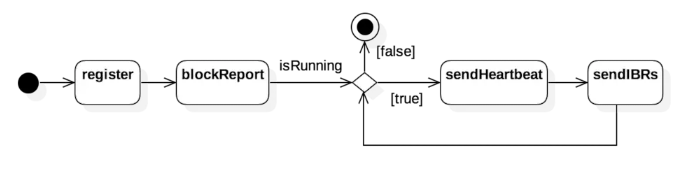 [false]
isRunning
register
blockReport
sendHeartbeat
sendIBRs
[true]